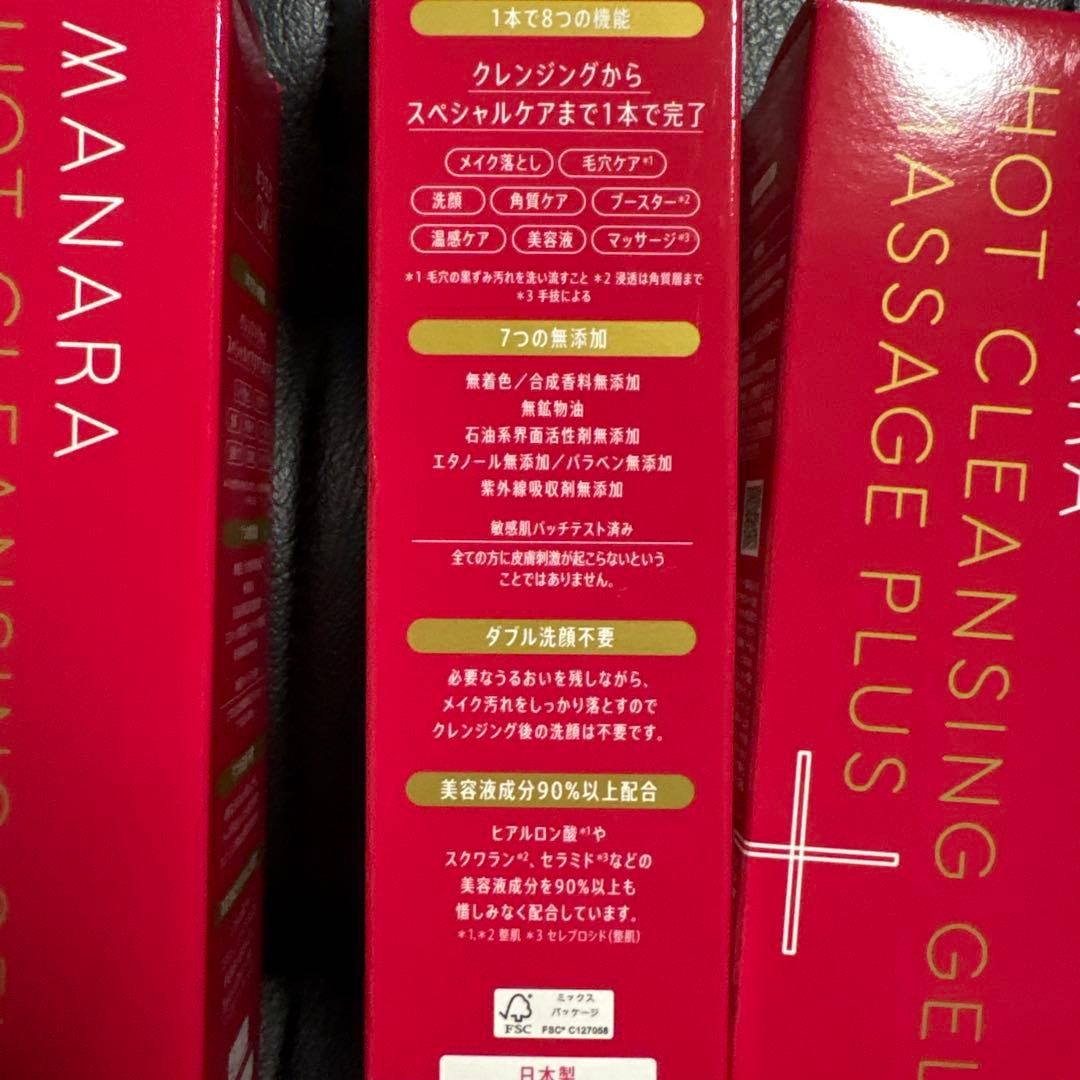 MANARA
HOT CLEANSING GEL
1本で8つの機能
クレンジングから
スペシャルケアまで1本で完了
メイク落とし 毛穴ケア*1
洗顔 角質ケア ブースター*2
温感ケア 美容液 マッサージ*3
*1 毛穴の黒ずみ汚れを洗い流すこと *2 浸透は角質層まで
*3 手技による
7つの無添加
無着色/合成香料無添加
無鉱物油
石油系界面活性剤無添加
エタノール無添加/パラベン無添加
紫外線吸収剤無添加
敏感肌パッチテスト済み
全ての方に皮膚刺激が起こらないという
ことではありません。
ダブル洗顔不要
必要なうるおいを残しながら、
メイク汚れをしっかり落とすので
クレンジング後の洗顔は不要です。
美容液成分90%以上配合
ヒアルロン酸*1や
スクワラン*2、セラミド*3などの
美容液成分を90%以上も
惜しみなく配合しています。
*1,*2 整肌 *3 セレブロシド(整肌)
FSC
ミックス
パッケージ
FSC® C127058
日本製
HOT CLEANSING GEL
MASSAGE PLUS